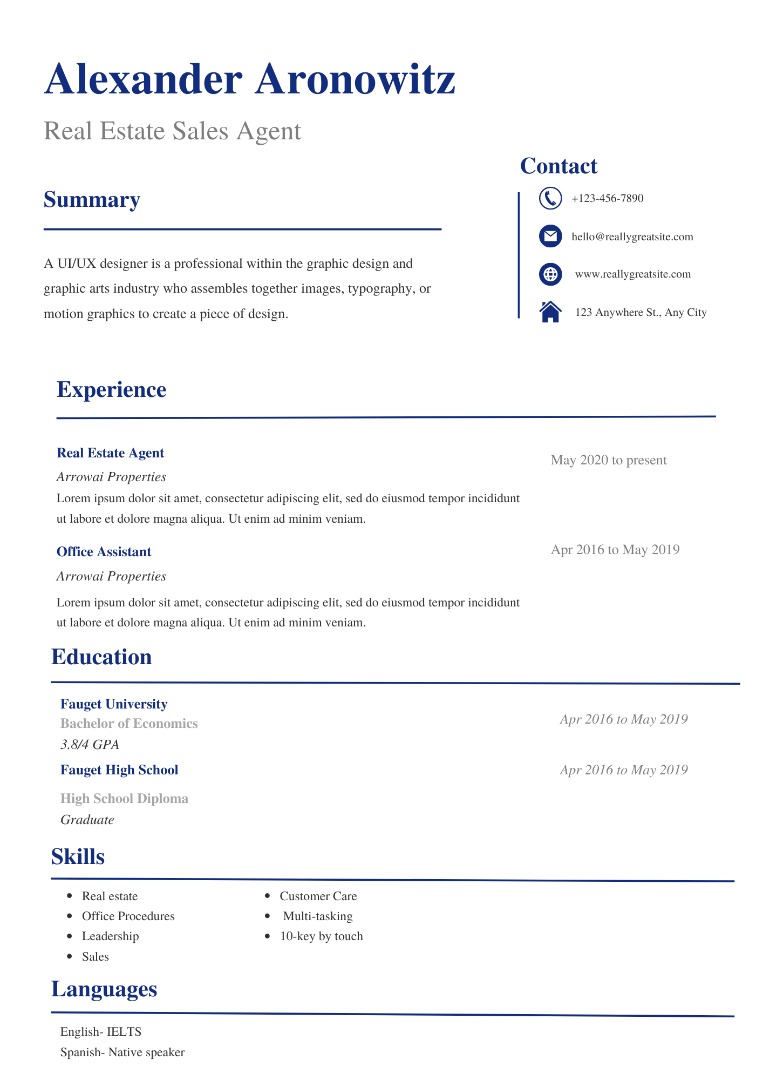 Alexander Aronowitz
Real Estate Sales Agent
Contact
+123-456-7890
hello@reallygreatsite.com
www.reallygreatsite.com
123 Anywhere St., Any City
Summary
A UI/UX designer is a professional within the graphic design and
graphic arts industry who assembles together images, typography, or
motion graphics to create a piece of design.
Experience
Real Estate Agent
May 2020 to present
Arrowai Properties
Lorem ipsum dolor sit amet, consectetur adipiscing elit, sed do eiusmod tempor incididunt
ut labore et dolore magna aliqua. Ut enim ad minim veniam.
Office Assistant
Apr 2016 to May 2019
Arrowai Properties
Lorem ipsum dolor sit amet, consectetur adipiscing elit, sed do eiusmod tempor incididunt
ut labore et dolore magna aliqua. Ut enim ad minim veniam.
Education
Fauget University
Bachelor of Economics
Apr 2016 to May 2019
3.8/4 GPA
Fauget High School
Apr 2016 to May 2019
High School Diploma
Graduate
Skills
• Real estate
• Office Procedures
• Leadership
• Sales
• Customer Care
• Multi-tasking
• 10-key by touch
Languages
English- IELTS
Spanish- Native speaker